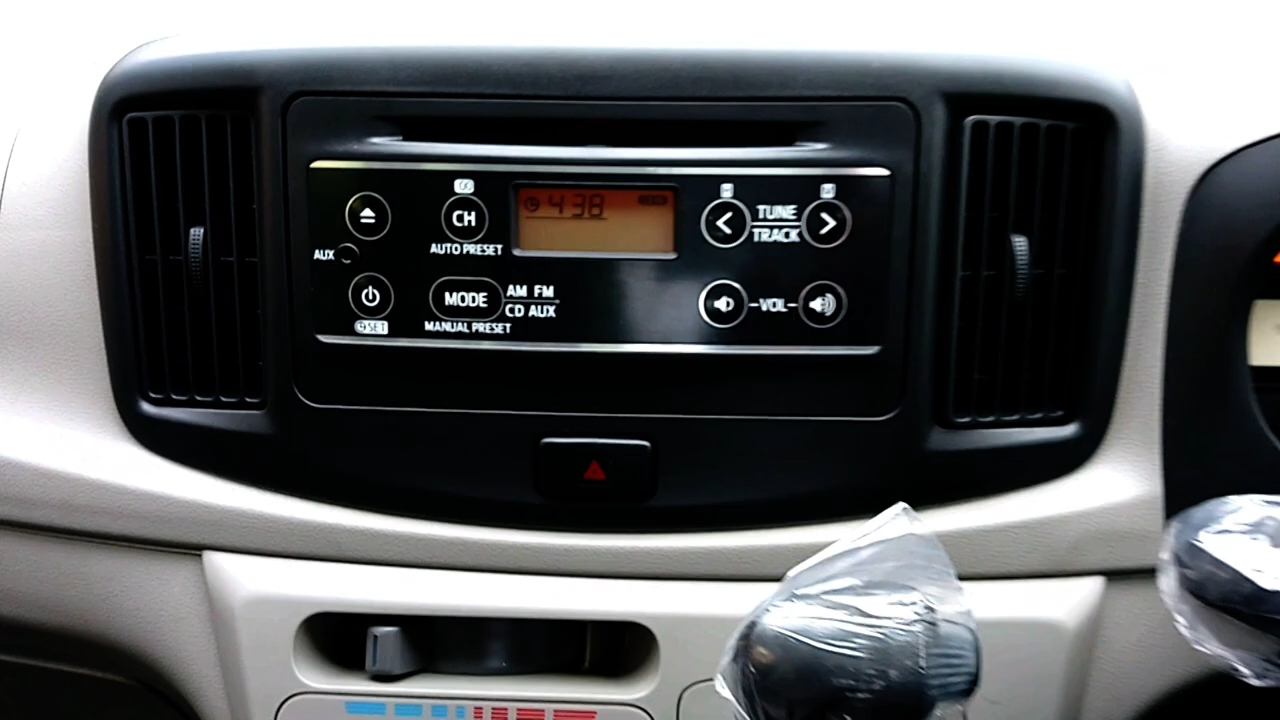 4:38
CH
AUTO PRESET
AUX
SET
MODE
AM FM
CD AUX
MANUAL PRESET
TUNE
TRACK
VOL